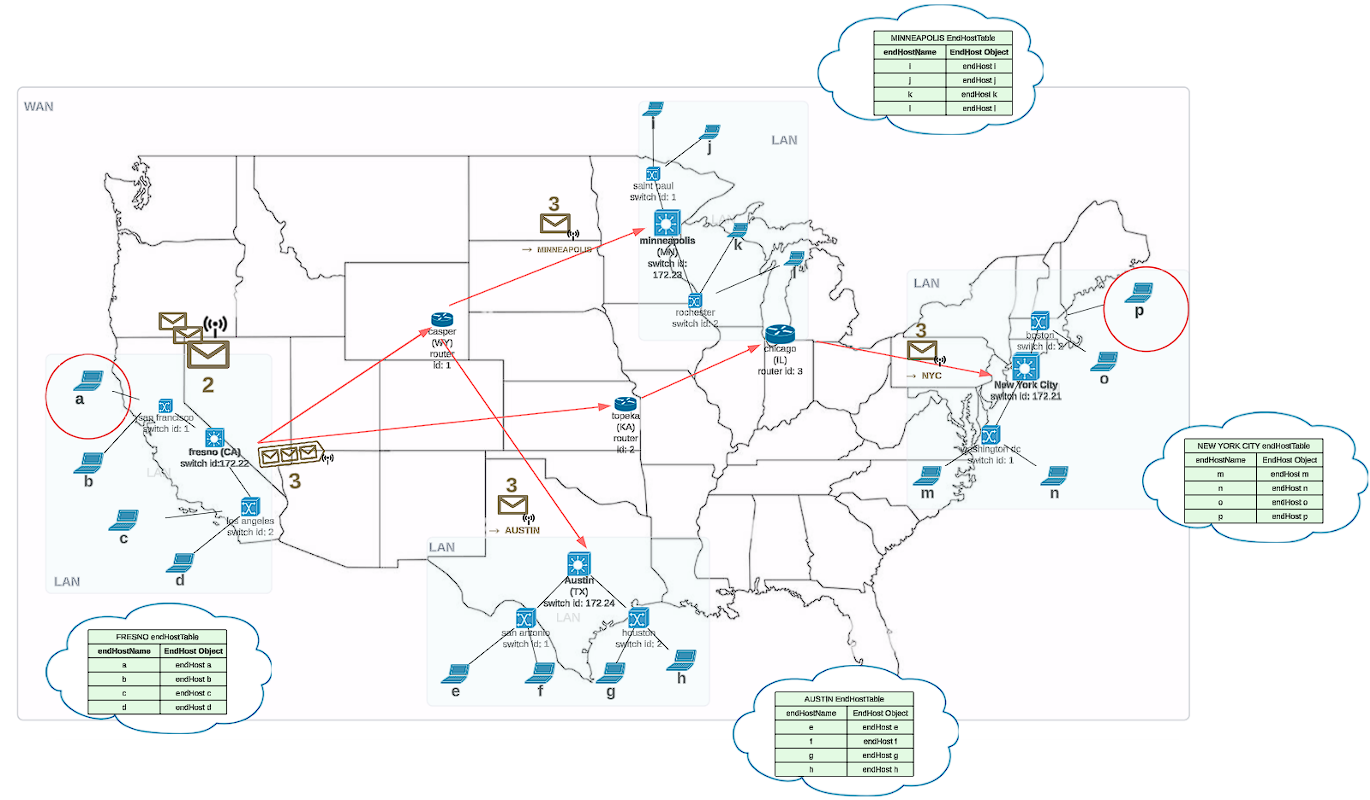 MINNEAPOLIS EndHostTable
endHostName EndHost Object
i endHost i
j endHost j
k endHost k
l endHost l
WAN
LAN
i
j
saint paul
switch id: 1
3
→ MINNEAPOLIS
minneapolis
(MN)
switch id:
172.23
k
l
rochester
switch id: 2
LAN
p
boston
switch id: 2
o
New York City
switch id: 172.21
3
→ NYC
chicago
(IL)
router id: 3
casper
(WY)
router
id: 1
2
a
san francisco
switch id: 1
fresno (CA)
switch id:172.22
LAN
b
3
topeka
(KA)
router
id: 2
washington dc
switch id: 1
m
n
los angeles
switch id: 2
c
d
LAN
3
→ AUSTIN
LAN
Austin
(TX)
switch id: 172.24
LAN
san antonio
switch id: 1
houston
switch id: 2
e
f
g
h
NEW YORK CITY endHostTable
endHostName EndHost Object
m endHost m
n endHost n
o endHost o
p endHost p
FRESNO endHostTable
endHostName EndHost Object
a endHost a
b endHost b
c endHost c
d endHost d
AUSTIN EndHostTable
endHostName EndHost Object
e endHost e
f endHost f
g endHost g
h endHost h